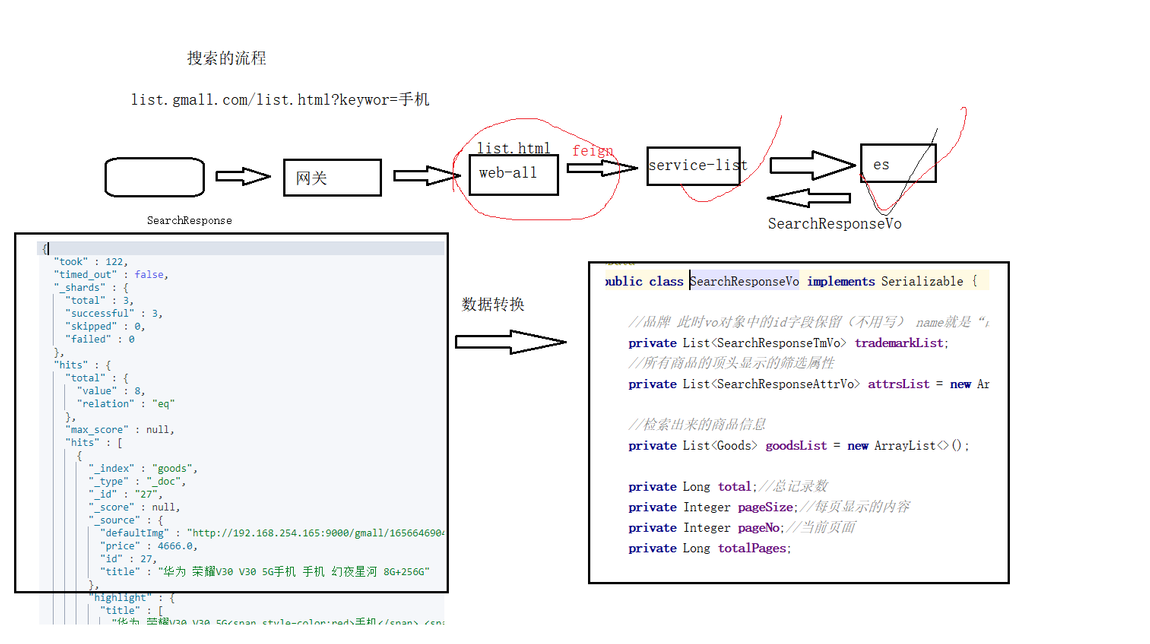 搜索的流程
list.gmall.com/list.html?keywor=手机
网关
list.html
web-all
feign
service-list
es
SearchResponseVo
SearchResponse
{
"took" : 122,
"timed_out" : false,
"_shards" : {
"total" : 3,
"successful" : 3,
"skipped" : 0,
"failed" : 0
},
"hits" : {
"total" : {
"value" : 8,
"relation" : "eq"
},
"max_score" : null,
"hits" : [
{
"_index" : "goods",
"_type" : "_doc",
"_id" : "27",
"_score" : null,
"_source" : {
"defaultImg" : "http://192.168.254.165:9000/gmall/1656646904
"price" : 4666.0,
"id" : 27,
"title" : "华为 荣耀V30 V30 5G手机 手机 幻夜星河 8G+256G"
},
"highlight" : {
"title" : [
"华为 荣耀V30 V30 5G<span style=color:red>手机</span> <span
数据转换
public class SearchResponseVo implements Serializable {
//品牌 此时vo对象中的id字段保留（不用写） name就是“
private List<SearchResponseTmVo> trademarkList;
//所有商品的顶头显示的筛选属性
private List<SearchResponseAttrVo> attrsList = new Ar
//检索出来的商品信息
private List<Goods> goodsList = new ArrayList<>();
private Long total;//总记录数
private Integer pageSize;//每页显示的内容
private Integer pageNo;//当前页面
private Long totalPages;